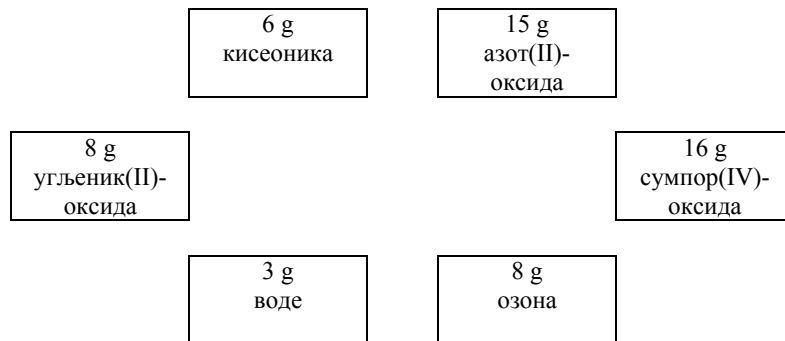 6 g
кисеоника
15 g
азот(II)-
оксида
8 g
угљеник(II)-
оксида
16 g
сумпор(IV)-
оксида
3 g
воде
8 g
озона